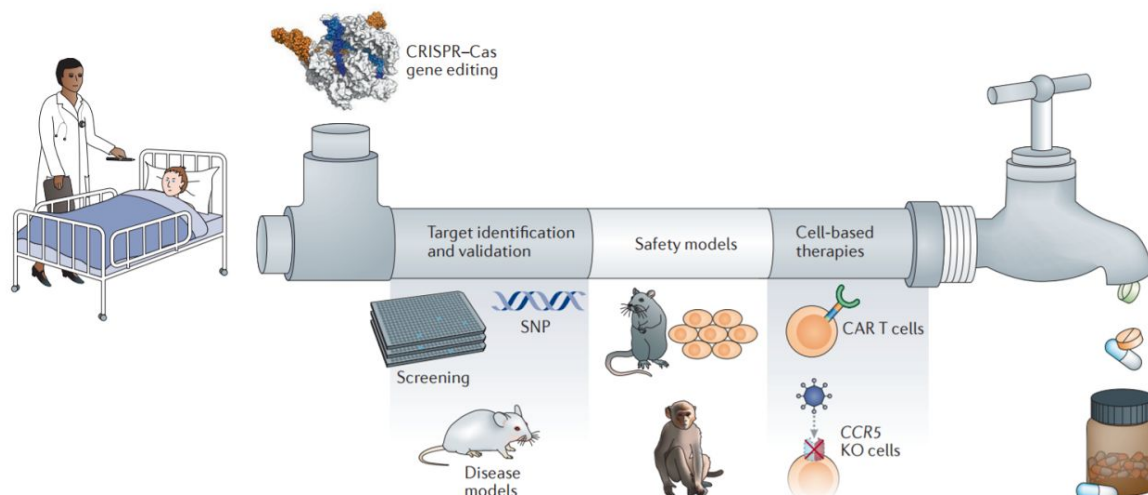 CRISPR–Cas
gene editing
Target identification
and validation
Safety models
Cell-based
therapies
SNP
Screening
CAR T cells
CCR5
KO cells
Disease
models